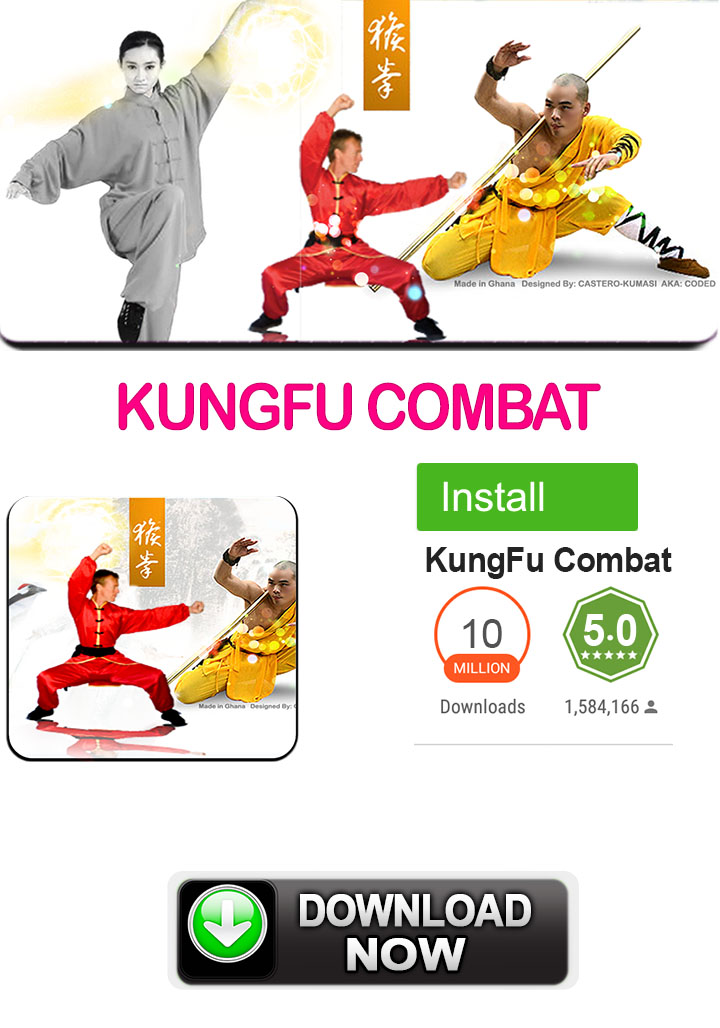 猴
拳
Made in Ghana Designed By: CASTERO-KUMASI AKA: CODED
KUNGFU COMBAT
Install
KungFu Combat
10
MILLION
Downloads
5.0
1,584,166
猴
拳
Made in Ghana Designed By: C
DOWNLOAD
NOW